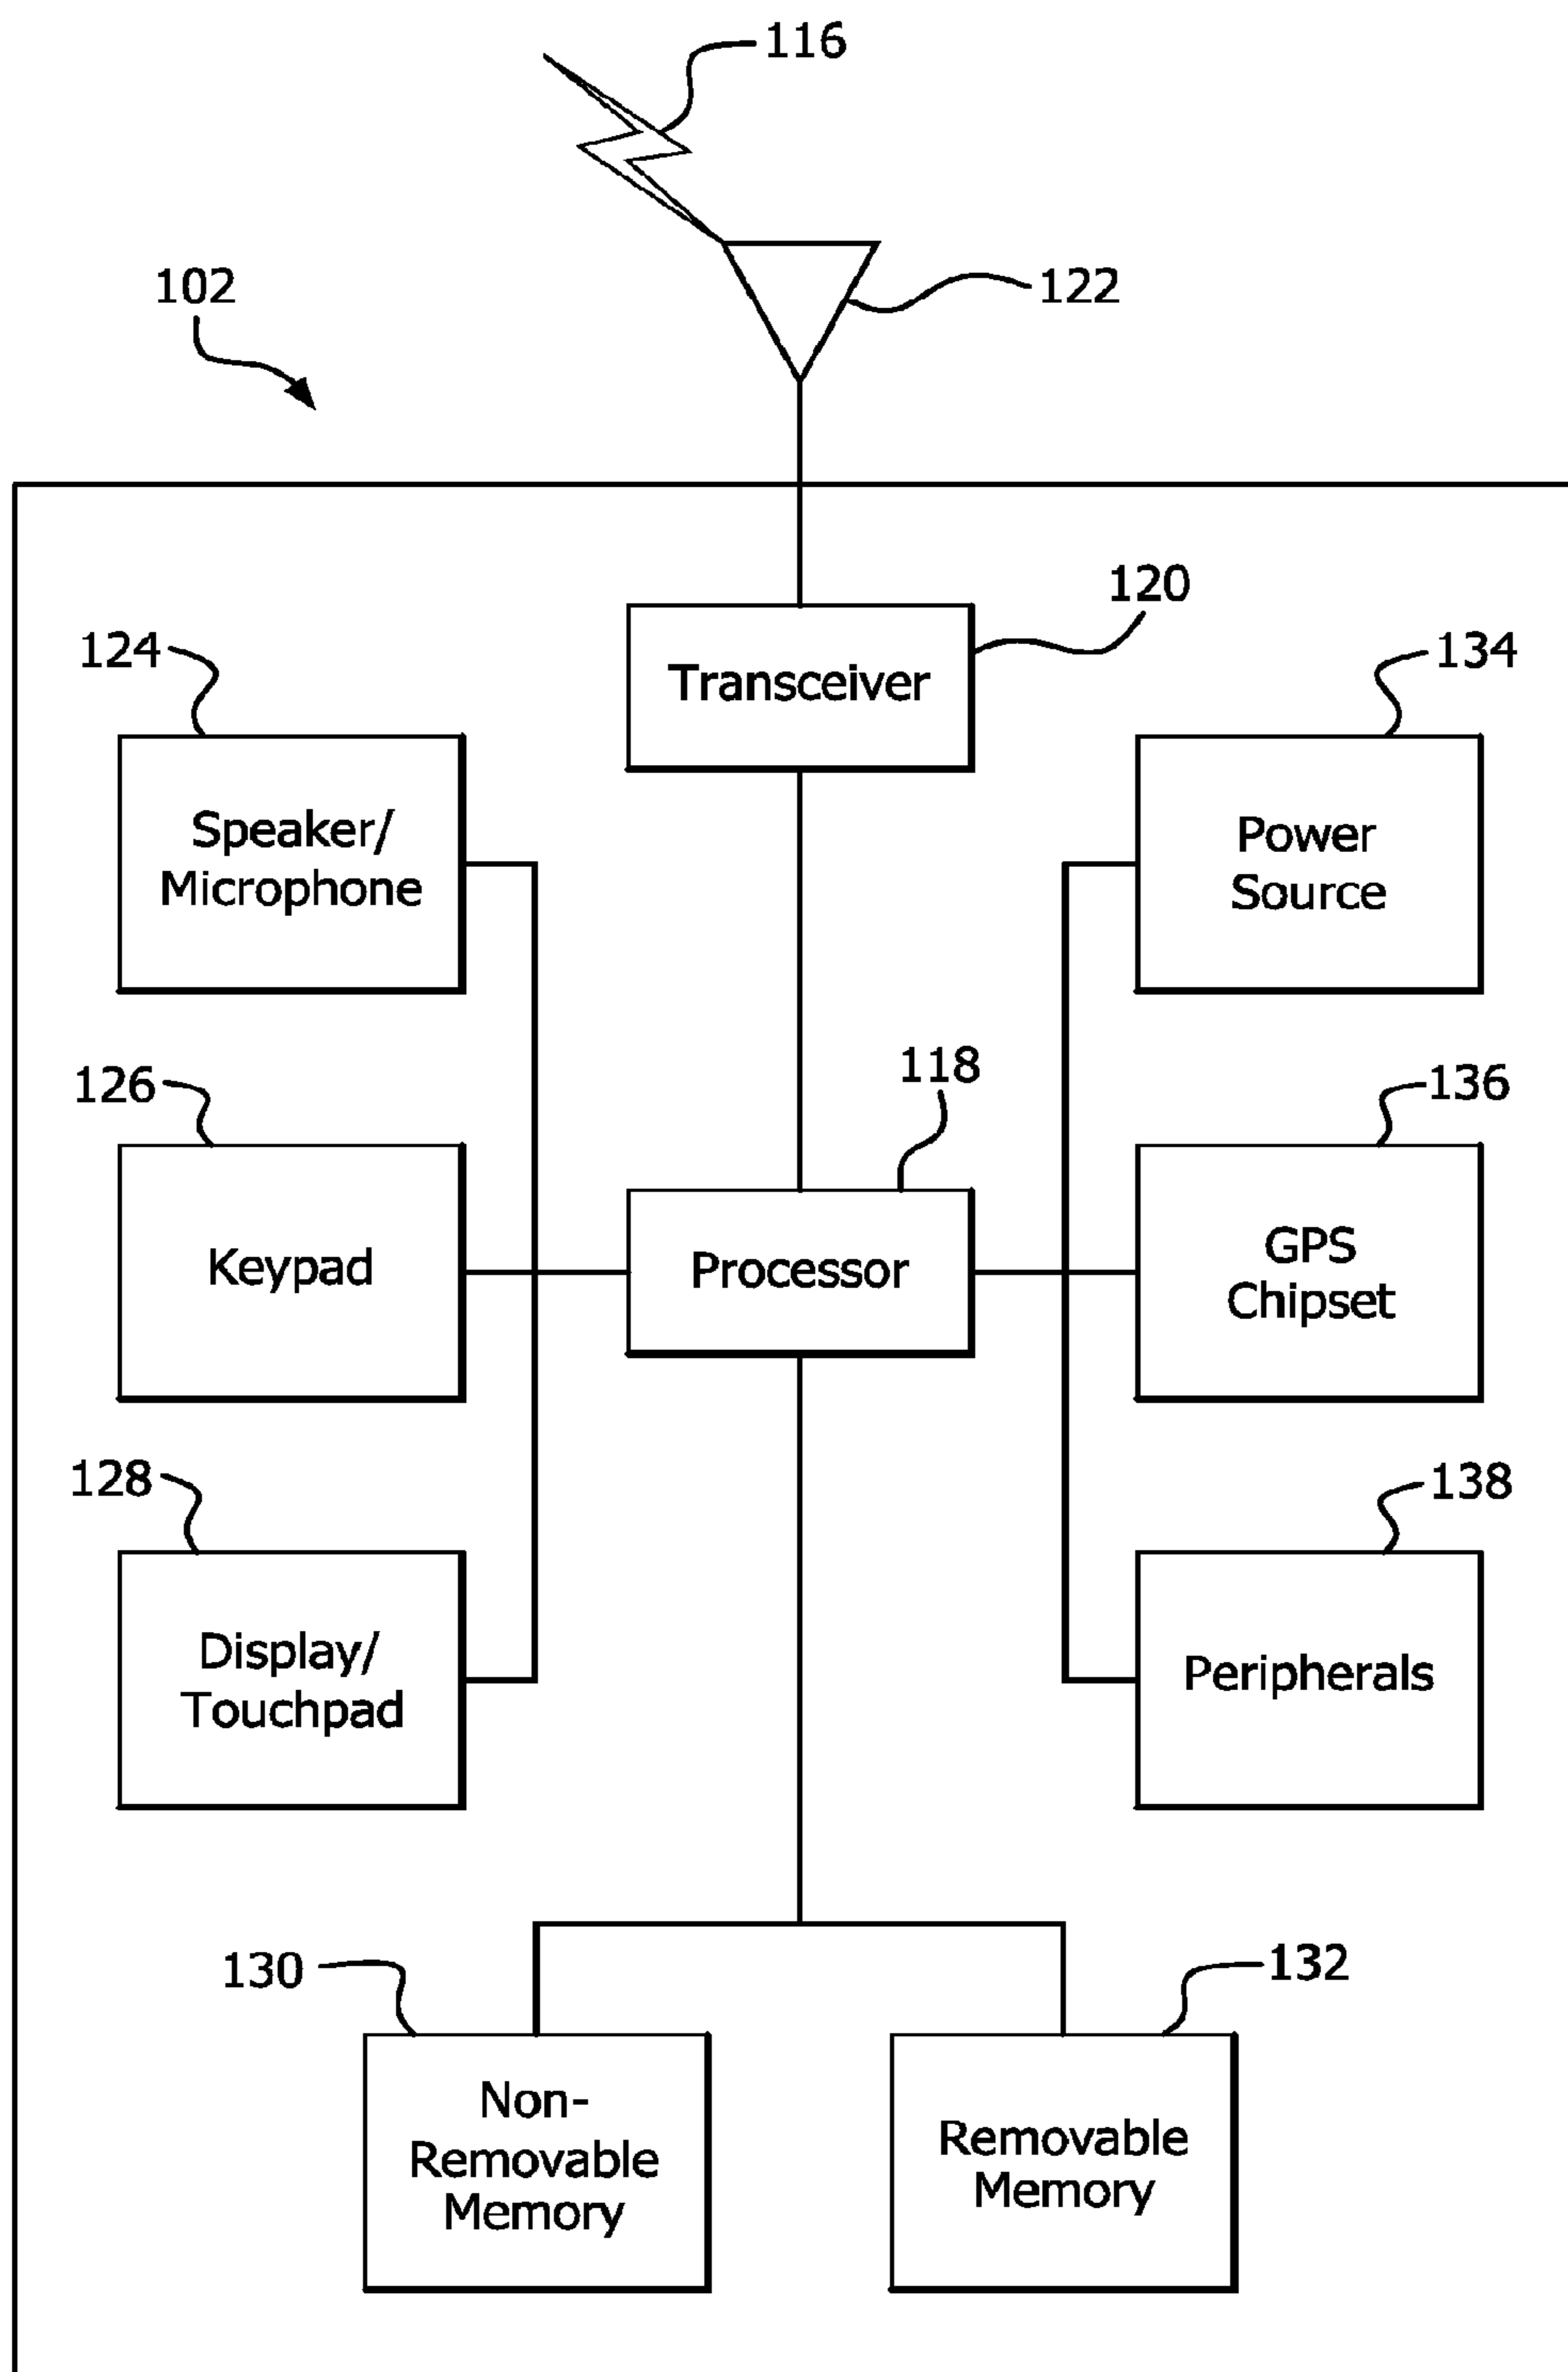 116
102
122
120
124
134
Transceiver
Speaker/
Microphone
Power
Source
118
126
136
Keypad
Processor
GPS
Chipset
128
138
Display/
Touchpad
Peripherals
130
132
Non-
Removable
Memory
Removable
Memory